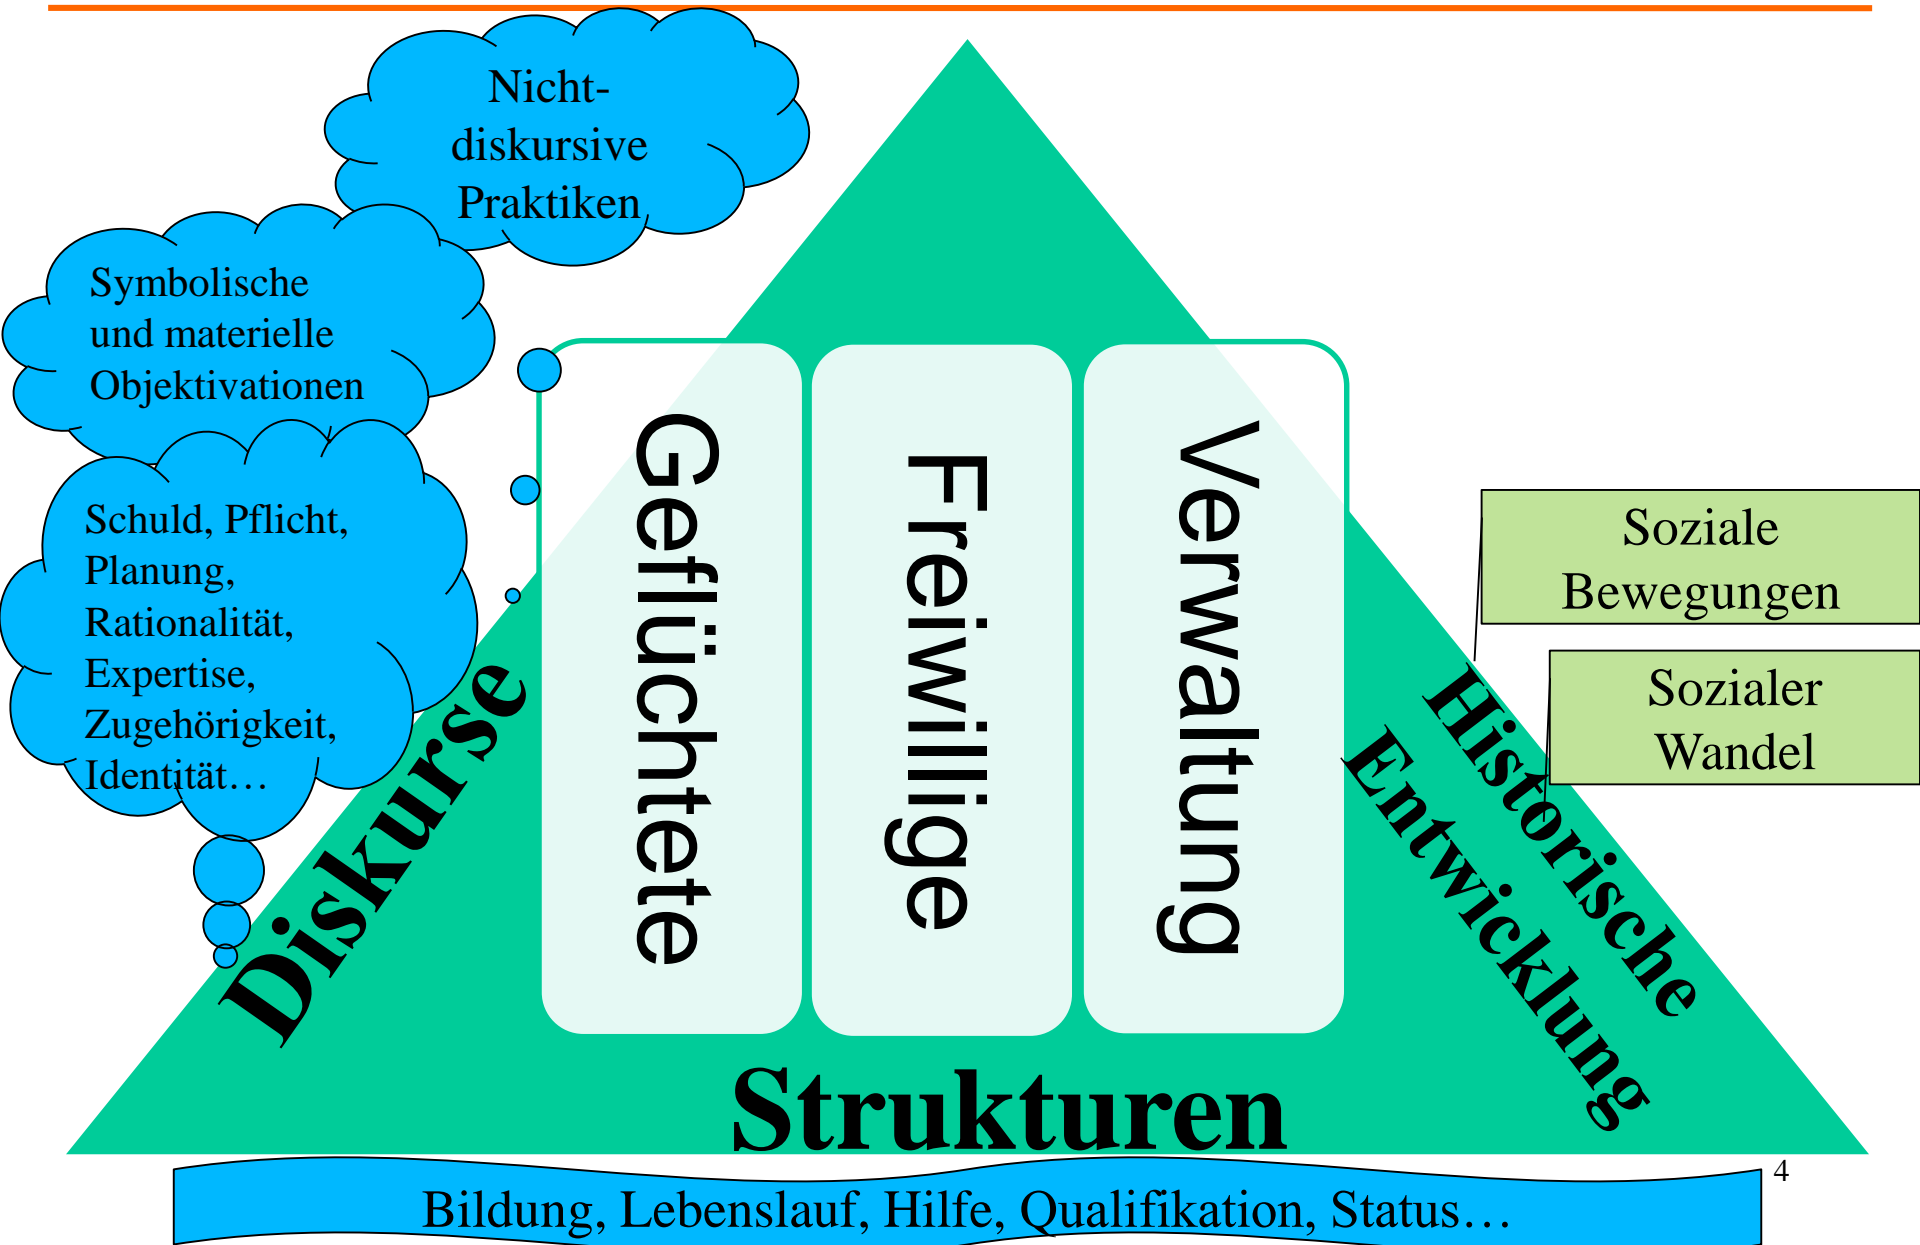 Nicht-
diskursive
Praktiken
Symbolische
und materielle
Objektivationen
Schuld, Pflicht,
Planung,
Rationalität,
Expertise,
Zugehörigkeit,
Identität…
Diskurse
Geflüchtete
Freiwillige
Verwaltung
Soziale
Bewegungen
Sozialer
Wandel
Historische
Entwicklung
Strukturen
Bildung, Lebenslauf, Hilfe, Qualifikation, Status…
4